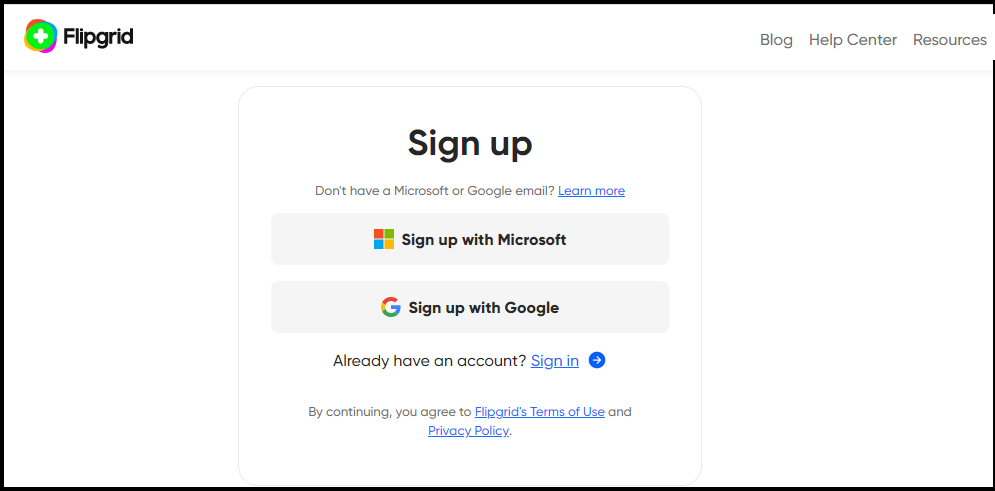 Flipgrid
Blog Help Center Resources
Sign up
Don't have a Microsoft or Google email? Learn more
Sign up with Microsoft
Sign up with Google
Already have an account? Sign in
By continuing, you agree to Flipgrid's Terms of Use and
Privacy Policy.